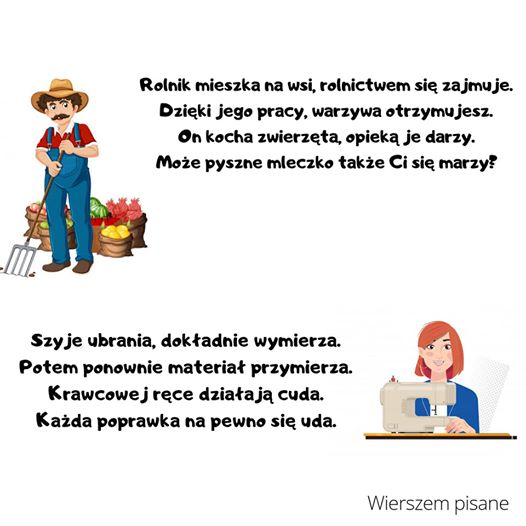 Rolnik mieszka na wsi, rolnictwem się zajmuje.
Dzięki jego pracy, warzywa otrzymujesz.
On kocha zwierzęta, opieką je darzy.
Może pyszne mleczko także Ci się marzy?
Szyje ubrania, dokładnie wymierza.
Potem ponownie materiał przymierza.
Krawcowej ręce działają cuda.
Każda poprawka na pewno się uda.
Wierszem pisane